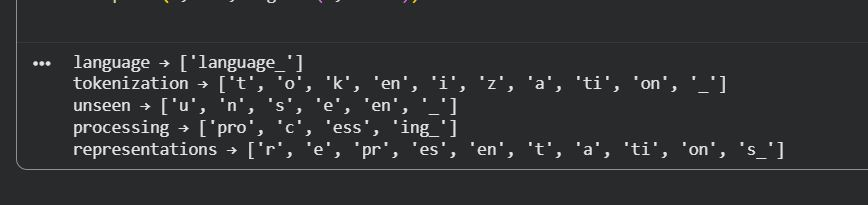 ••• language → ['language_']
tokenization → ['t', 'o', 'k', 'en', 'i', 'z', 'a', 'ti', 'on', '_']
unseen → ['u', 'n', 's', 'e', 'en', '_']
processing → ['pro', 'c', 'ess', 'ing_']
representations → ['r', 'e', 'pr', 'es', 'en', 't', 'a', 'ti', 'on', 's_']